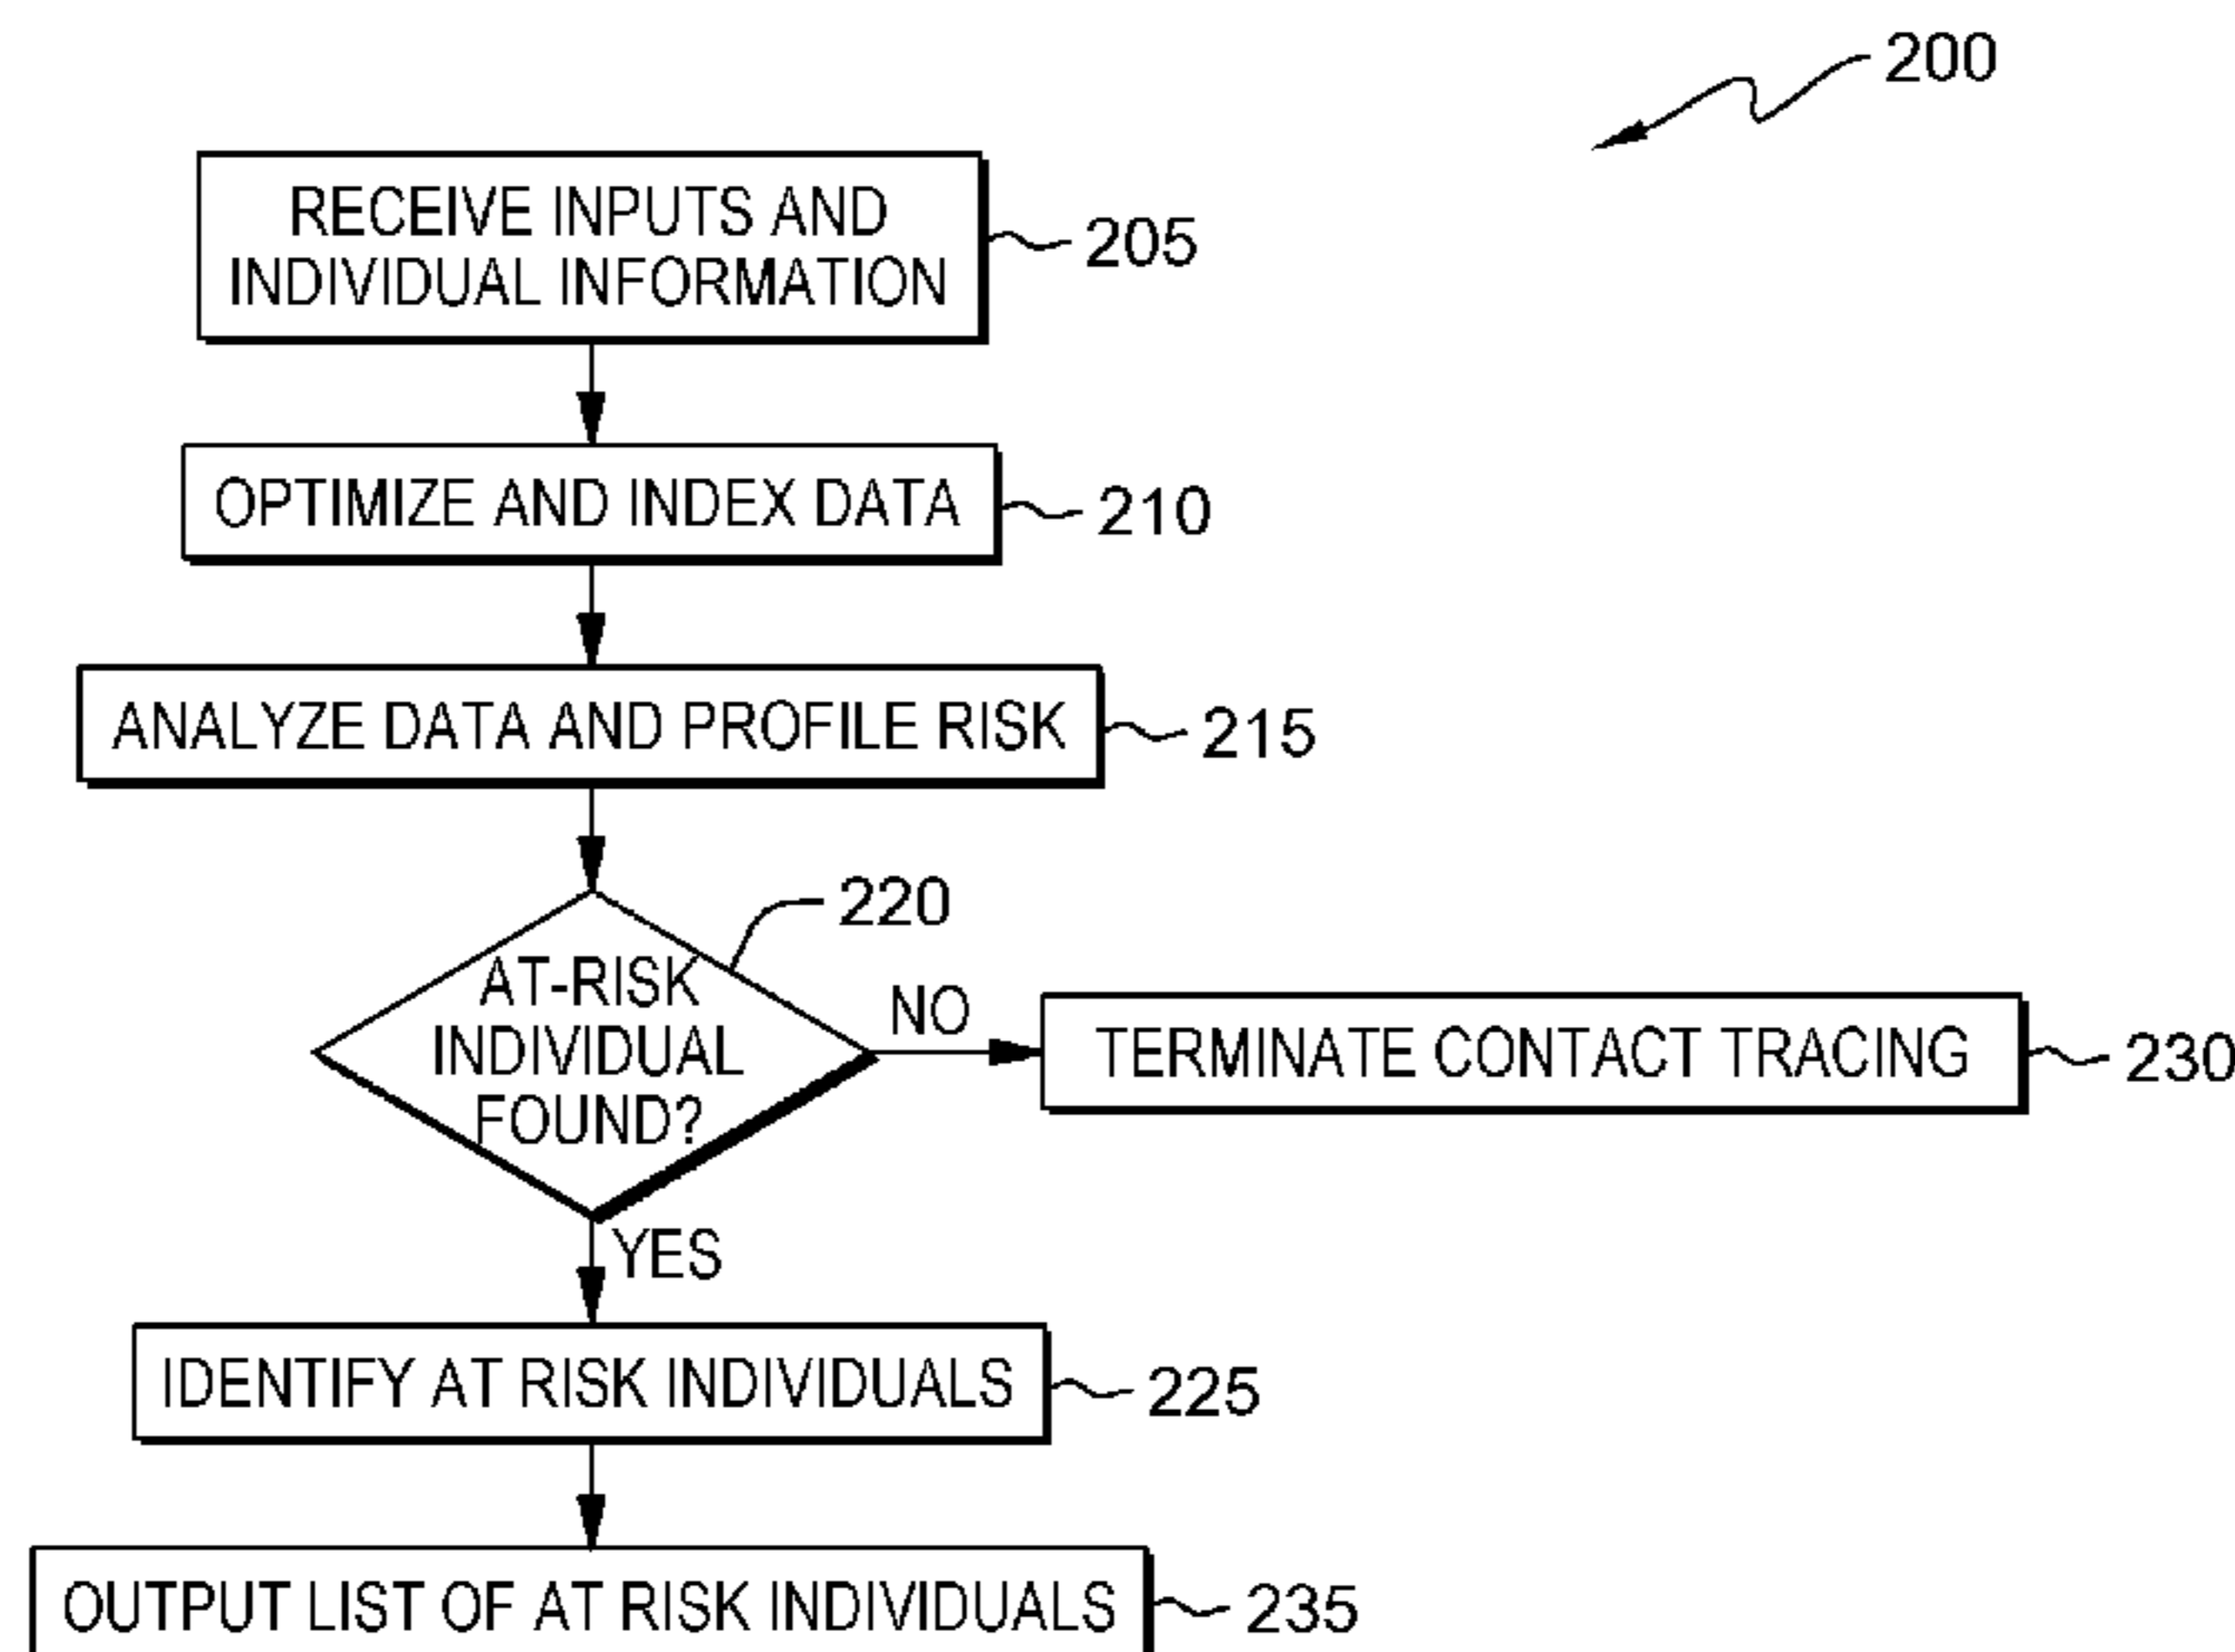 200
RECEIVE INPUTS AND
INDIVIDUAL INFORMATION
205
OPTIMIZE AND INDEX DATA
210
ANALYZE DATA AND PROFILE RISK
215
220
AT-RISK
INDIVIDUAL
FOUND?
NO
TERMINATE CONTACT TRACING
230
YES
IDENTIFY AT RISK INDIVIDUALS
225
OUTPUT LIST OF AT RISK INDIVIDUALS
235